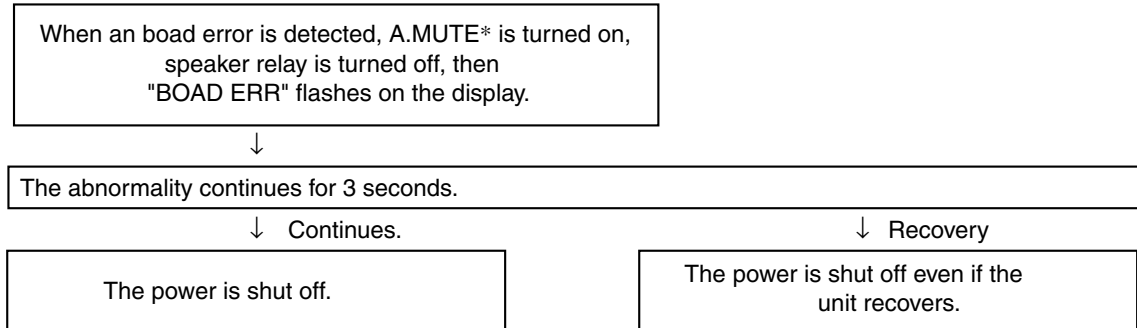 When an boad error is detected, A.MUTE* is turned on,
speaker relay is turned off, then
"BOAD ERR" flashes on the display.
↓
The abnormality continues for 3 seconds.
↓ Continues.
↓ Recovery
The power is shut off.
The power is shut off even if the
unit recovers.